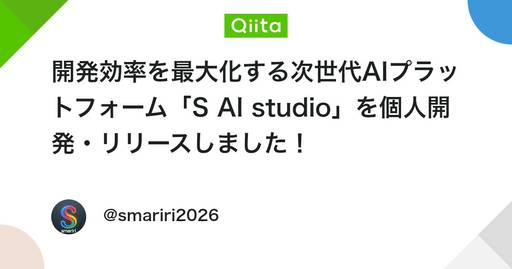 Qiita
開発効率を最大化する次世代AIプラッ
トフォーム「S AI studio」を個人開
発・リリースしました！
S
smariri
@smariri2026